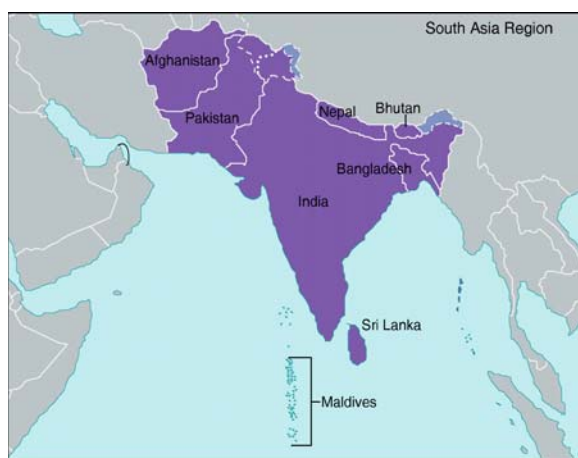 South Asia Region
Afghanistan
Pakistan
Nepal
Bhutan
Bangladesh
India
Sri Lanka
Maldives